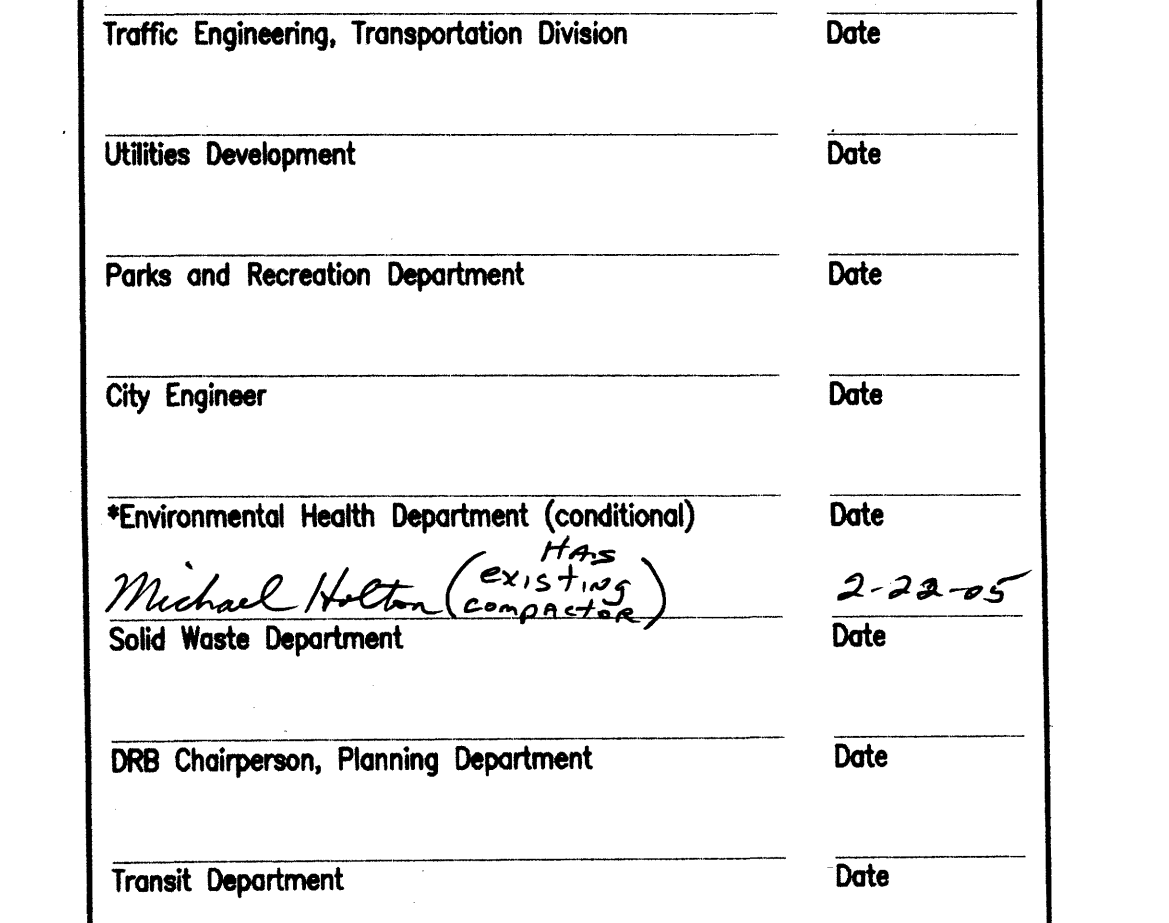 Traffic Engineering, Transportation Division Date
Utilities Development Date
Parks and Recreation Department Date
City Engineer Date
*Environmental Health Department (conditional) Date
Michael Holton (HAS existing compactor) 2-22-05
Solid Waste Department Date
DRB Chairperson, Planning Department Date
Transit Department Date